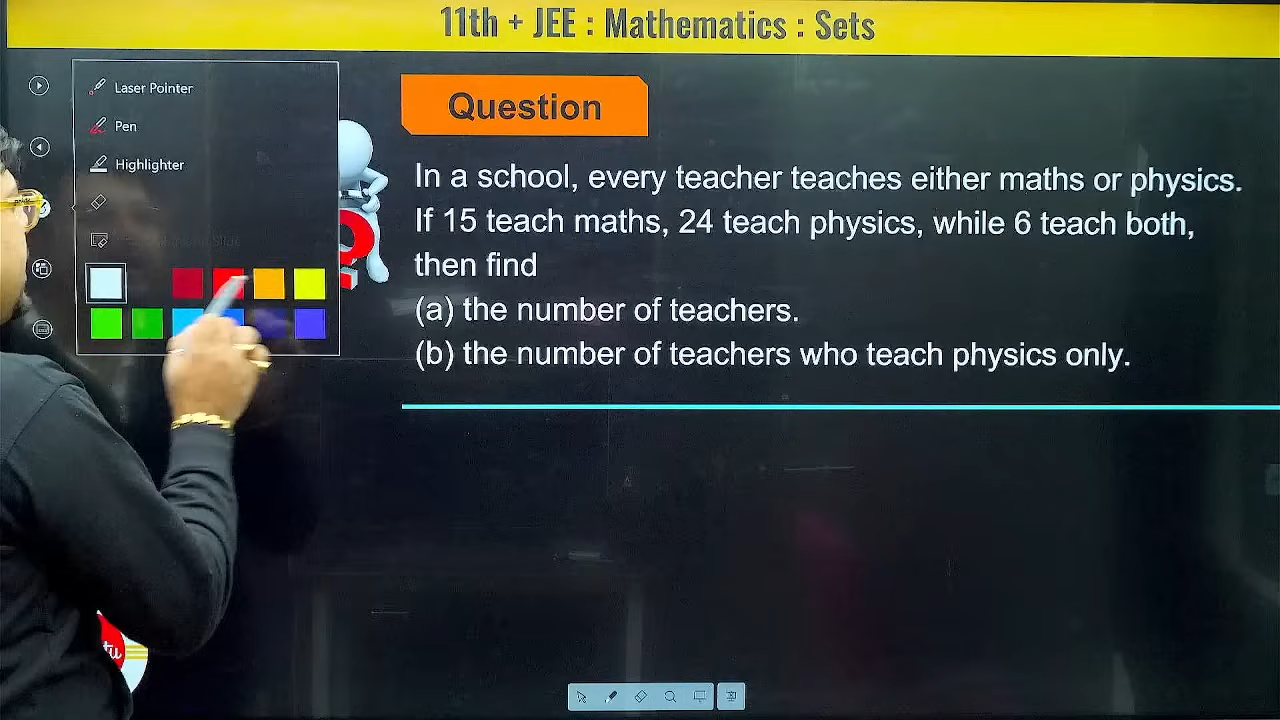 11th + JEE : Mathematics : Sets
Laser Pointer
Pen
Highlighter
Question
In a school, every teacher teaches either maths or physics.
If 15 teach maths, 24 teach physics, while 6 teach both,
then find
(a) the number of teachers.
(b) the number of teachers who teach physics only.